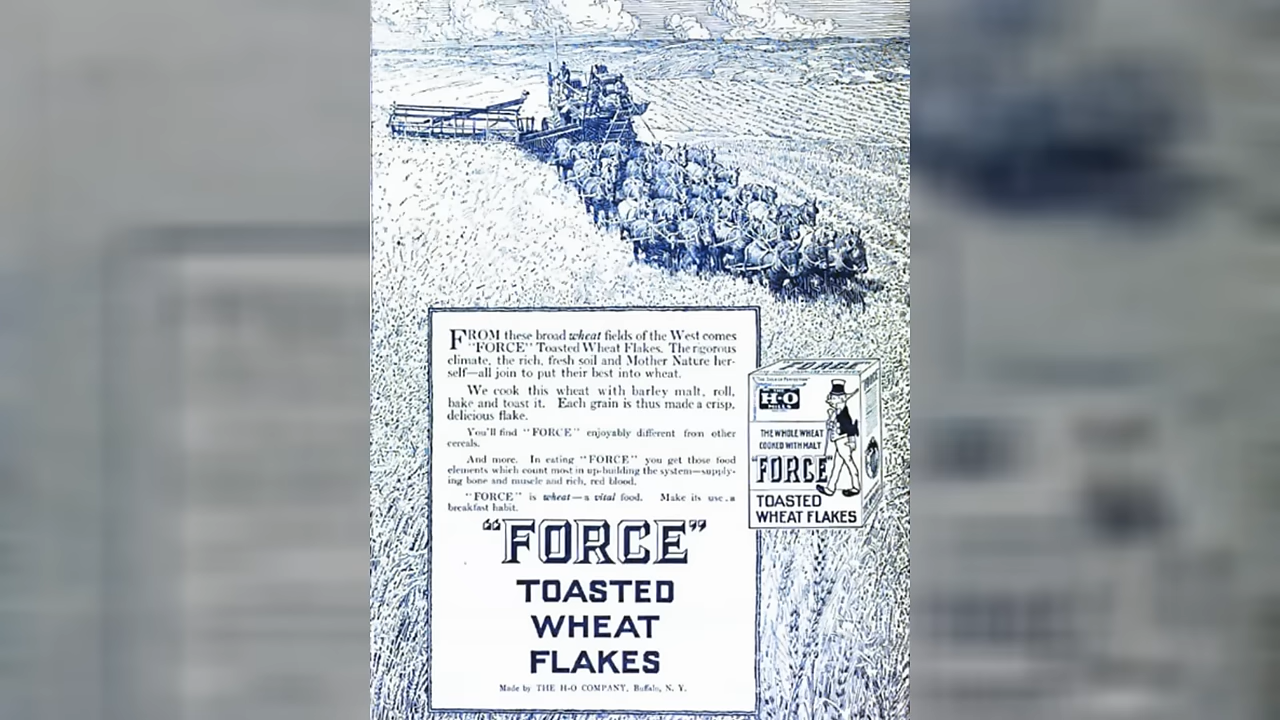 FROM these broad wheat fields of the West comes
"FORCE" Toasted Wheat Flakes. The rigorous
climate, the rich, fresh soil and Mother Nature her-
self—all join to put their best into wheat.
We cook this wheat with barley malt, roll,
bake and toast it. Each grain is thus made a crisp,
delicious flake.
You'll find "FORCE" enjoyably different from other
cereals.
And more. In eating "FORCE" you get those food
elements which count most in up-building the system—supply-
ing bone and muscle and rich, red blood.
"FORCE" is wheat—a vital food. Make its use a
breakfast habit.
"FORCE"
TOASTED
WHEAT
FLAKES
Made by THE H-O COMPANY, Buffalo, N. Y.
FORCE
THE
H-O
MILLS
THE WHOLE WHEAT
COOKED WITH MALT
"FORCE"
TOASTED
WHEAT FLAKES